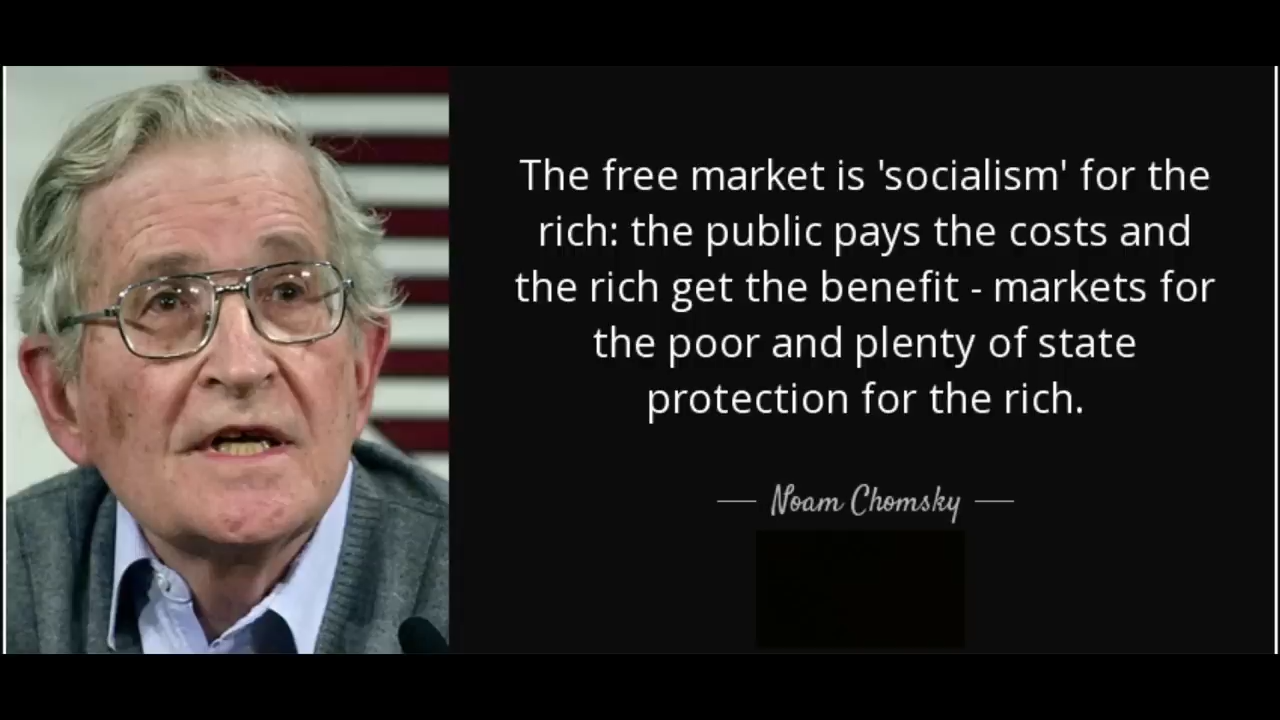 The free market is 'socialism' for the
rich: the public pays the costs and
the rich get the benefit - markets for
the poor and plenty of state
protection for the rich.
Noam Chomsky